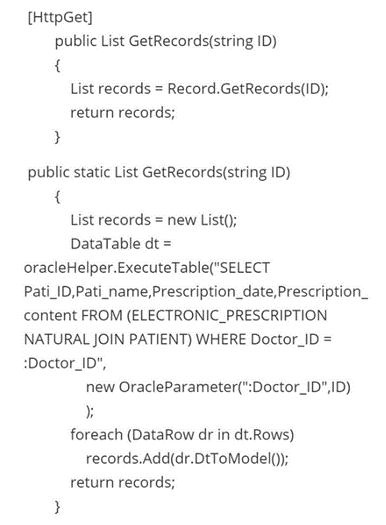 [HttpGet]
public List GetRecords(string ID)
{
List records = Record.GetRecords(ID);
return records;
}
public static List GetRecords(string ID)
{
List records = new List();
DataTable dt =
oracleHelper.ExecuteTable("SELECT
Pati_ID,Pati_name,Prescription_date,Prescription_
content FROM (ELECTRONIC_PRESCRIPTION
NATURAL JOIN PATIENT) WHERE Doctor_ID =
:Doctor_ID",
new OracleParameter(":Doctor_ID",ID)
);
foreach (DataRow dr in dt.Rows)
records.Add(dr.DtToModel());
return records;
}